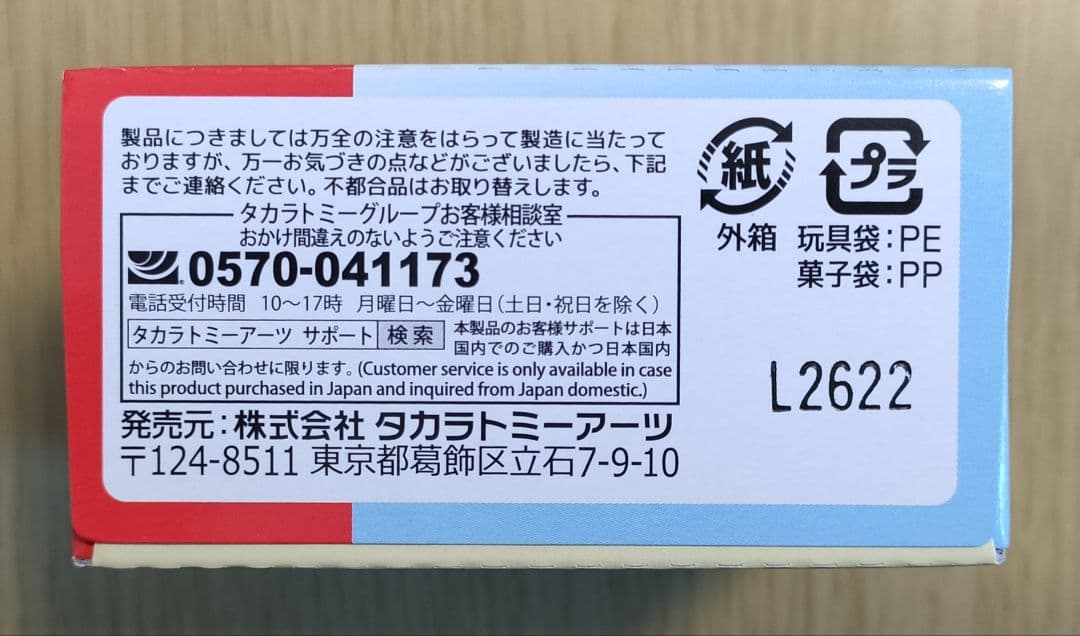 製品につきましては万全の注意をはらって製造に当たって
おりますが、万一お気づきの点などがございましたら、下記
までご連絡ください。不都合品はお取り替えします。
タカラトミーグループお客様相談室
おかけ間違えのないようご注意ください
0570-041173
電話受付時間 10〜17時 月曜日〜金曜日(土日・祝日を除く)
タカラトミーアーツ サポート 検索
本製品のお客様サポートは日本
国内でのご購入かつ日本国内
からのお問い合わせに限ります。(Customer service is only available in case
this product purchased in Japan and inquired from Japan domestic.)
発売元:株式会社 タカラトミーアーツ
〒124-8511 東京都葛飾区立石7-9-10
紙
外箱
プラ
玩具袋:PE
菓子袋:PP
L2622